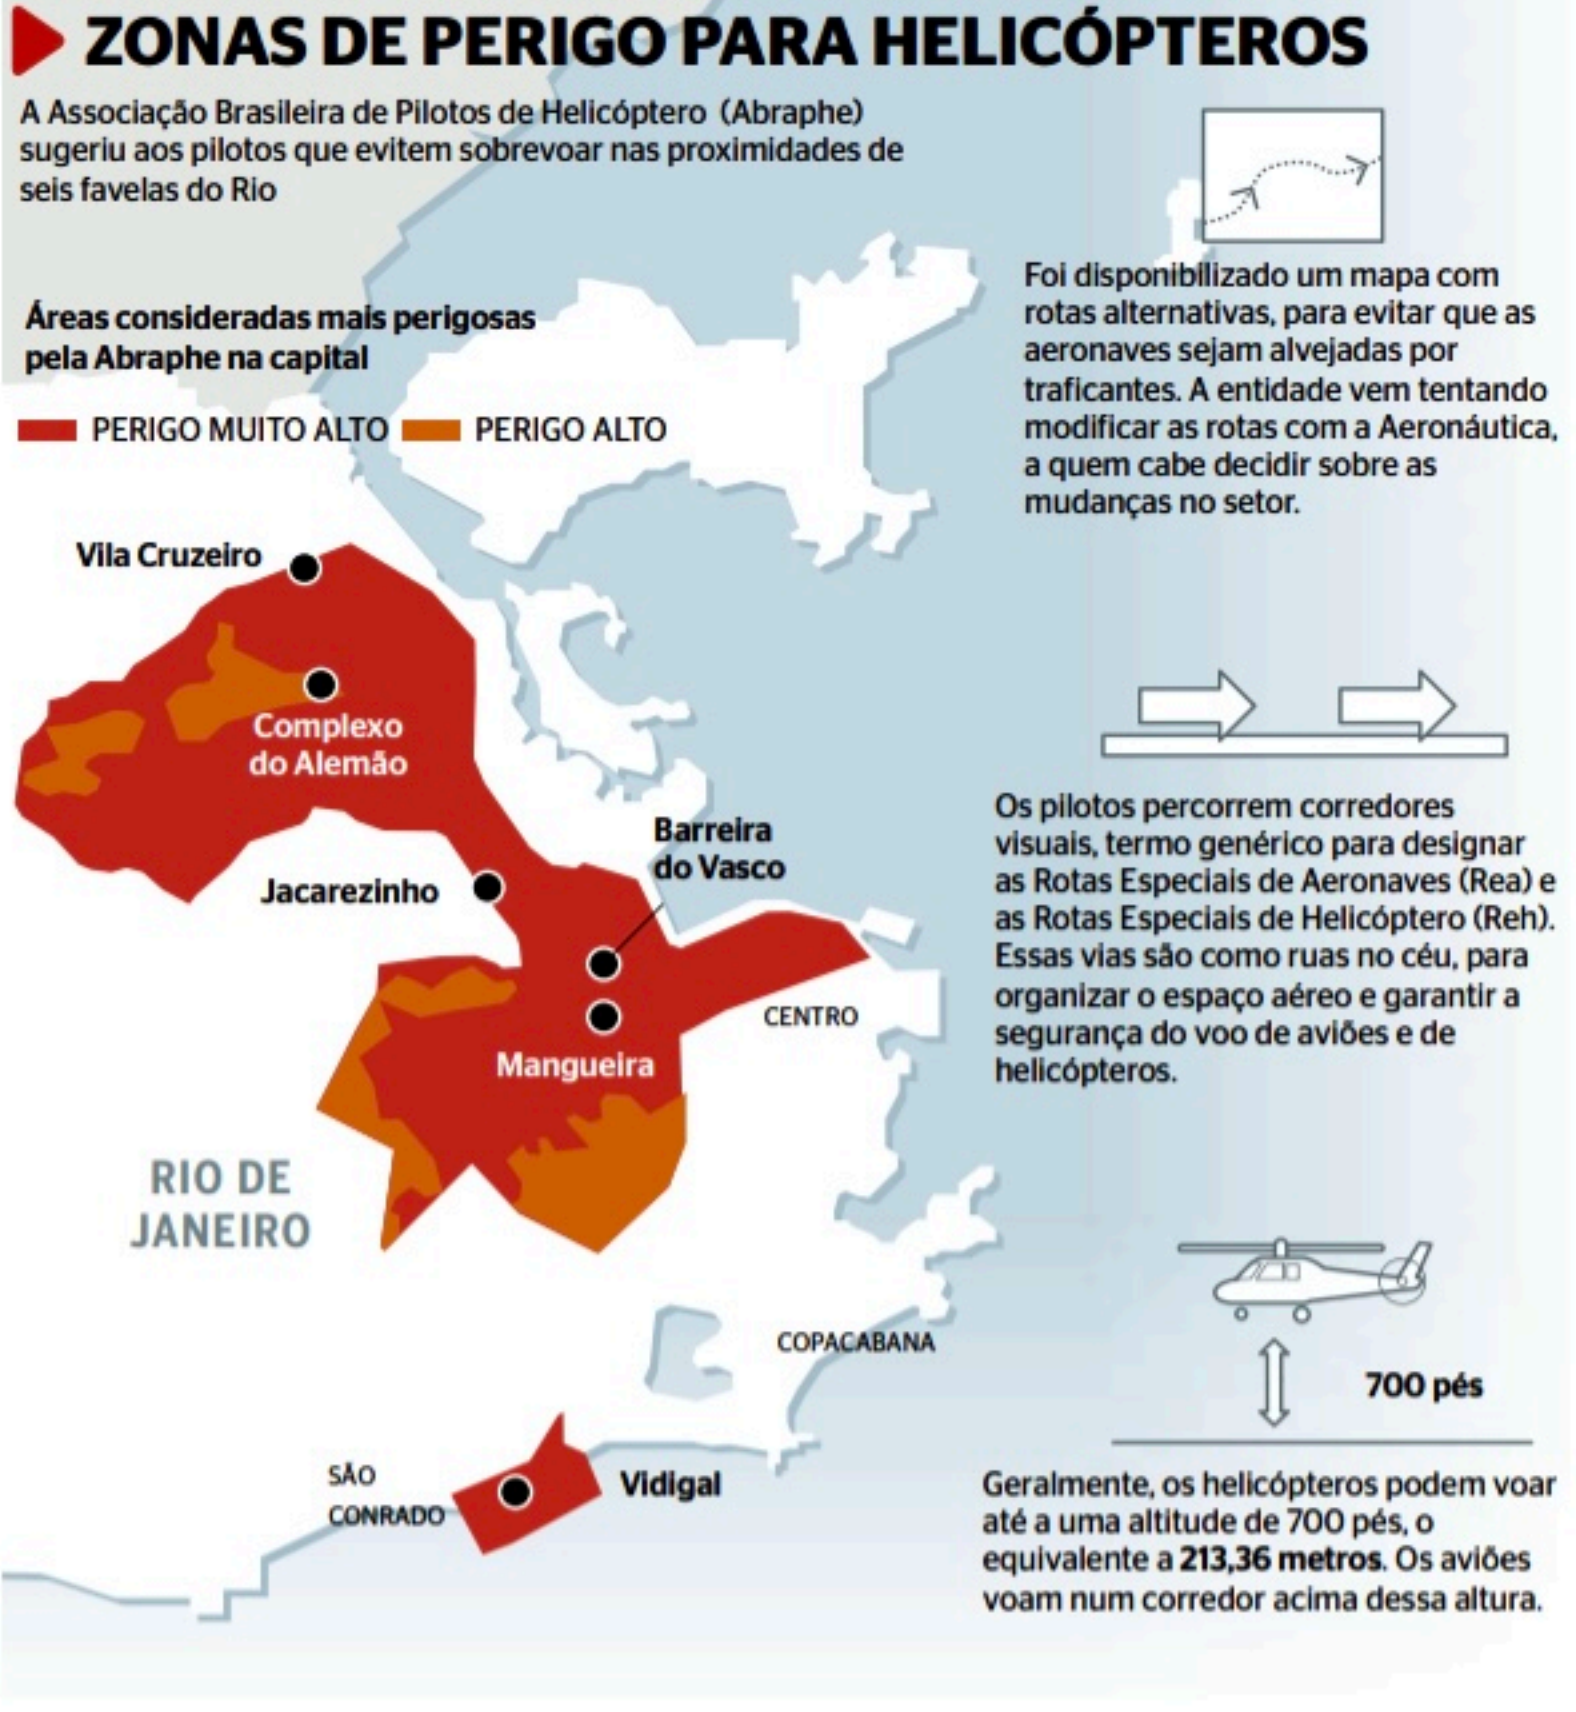 ZONAS DE PERIGO PARA HELICÓPTEROS
A Associação Brasileira de Pilotos de Helicóptero (Abraphe)
sugeriu aos pilotos que evitem sobrevoar nas proximidades de
seis favelas do Rio
Áreas consideradas mais perigosas
pela Abraphe na capital
PERIGO MUITO ALTO
PERIGO ALTO
Vila Cruzeiro
Complexo
do Alemão
Jacarezinho
Barreira
do Vasco
CENTRO
Mangueira
RIO DE
JANEIRO
COPACABANA
SÃO
CONRADO
Vidigal
Foi disponibilizado um mapa com
rotas alternativas, para evitar que as
aeronaves sejam alvejadas por
traficantes. A entidade vem tentando
modificar as rotas com a Aeronáutica,
a quem cabe decidir sobre as
mudanças no setor.
Os pilotos percorrem corredores
visuais, termo genérico para designar
as Rotas Especiais de Aeronaves (Rea) e
as Rotas Especiais de Helicóptero (Reh).
Essas vias são como ruas no céu, para
organizar o espaço aéreo e garantir a
segurança do voo de aviões e de
helicópteros.
700 pés
Geralmente, os helicópteros podem voar
até a uma altitude de 700 pés, o
equivalente a 213,36 metros. Os aviões
voam num corredor acima dessa altura.